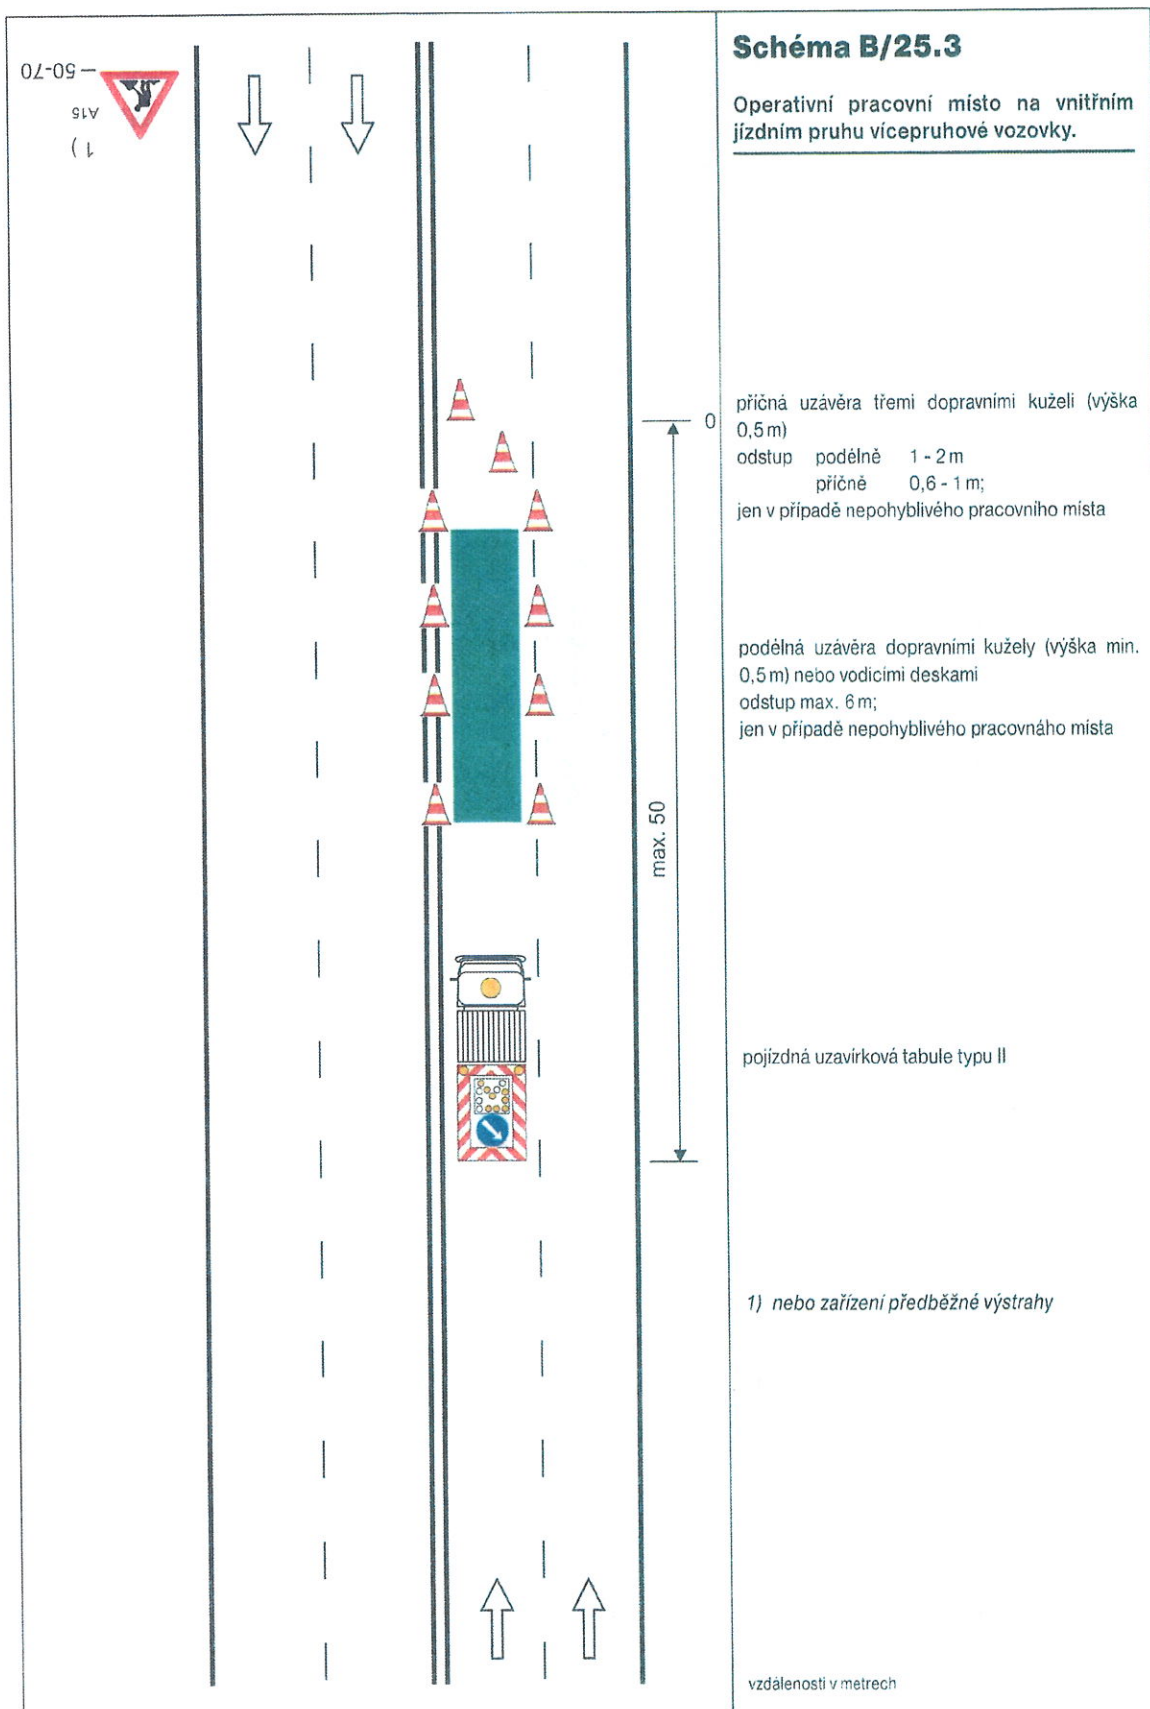 Schéma B/25.3
Operativní pracovní místo na vnitřním
jízdním pruhu vícepruhové vozovky.
50-70
A15
1 )
0
příčná uzávěra třemi dopravními kuželi (výška
0,5 m)
odstup podélně 1 - 2 m
příčně 0,6 - 1 m;
jen v případě nepohyblivého pracovního místa
podélná uzávěra dopravními kužely (výška min.
0,5 m) nebo vodicími deskami
odstup max. 6 m;
jen v případě nepohyblivého pracovnáho místa
max. 50
pojízdná uzavírková tabule typu II
1) nebo zařízení předběžné výstrahy
vzdálenosti v metrech